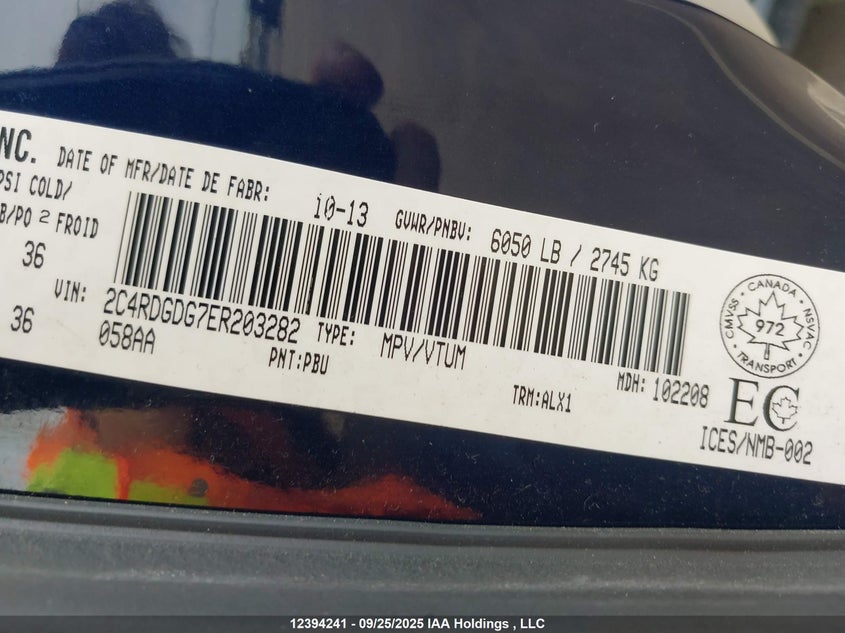 NC. DATE OF MFR/DATE DE FABR: 10-13 GVWR/PNBV: 6050 LB / 2745 KG
PSI COLD/
B/PO 2 FROID
36
36
VIN: 2C4RDGDG7ER203282 TYPE: MPV/VTUM MDH: 102208
058AA PNT:PBU TRM:ALX1
CMVSS • CANADA • NSVAC • TRANSPORT •
972
EC
ICES/NMB-002
12394241 - 09/25/2025 IAA Holdings , LLC